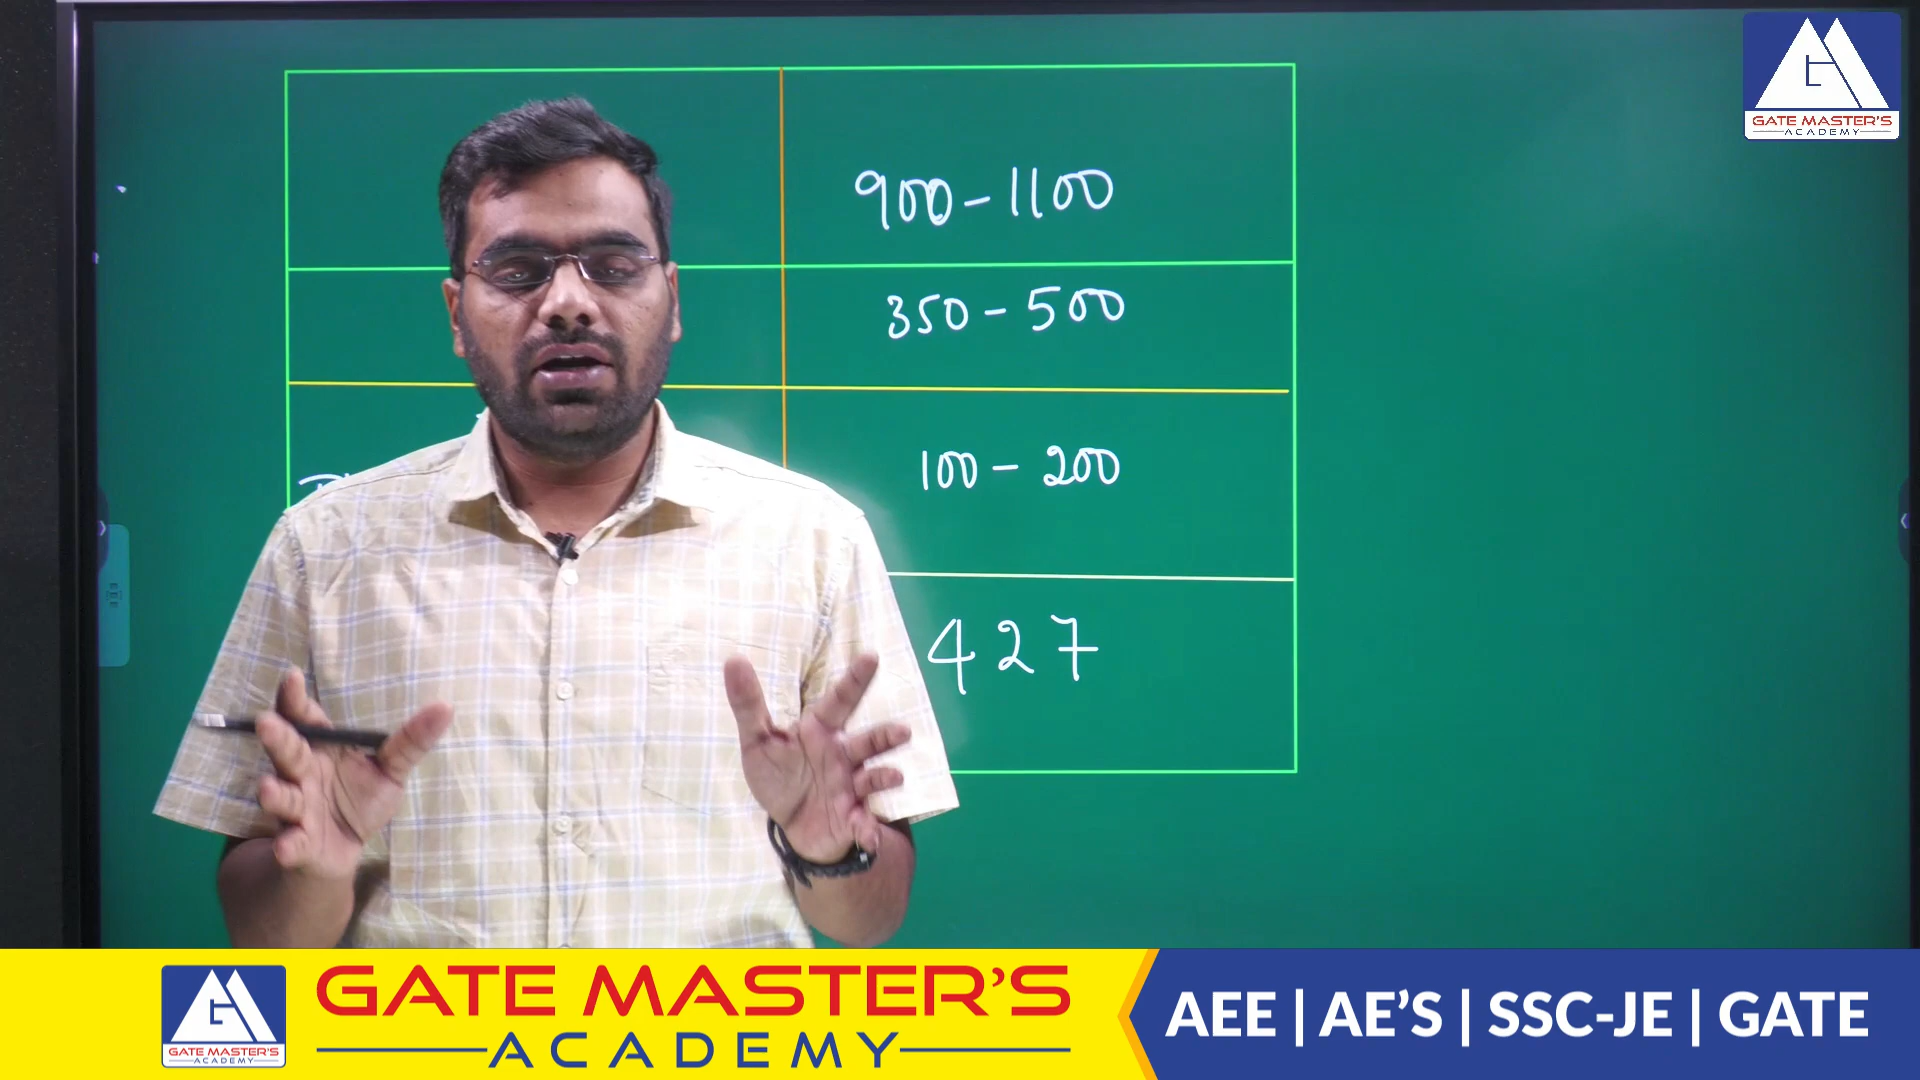 GATE MASTER'S
ACADEMY
900-1100
350-500
100-200
427
GATE MASTER'S
ACADEMY
GATE MASTER'S
ACADEMY
AEE | AE'S | SSC-JE | GATE